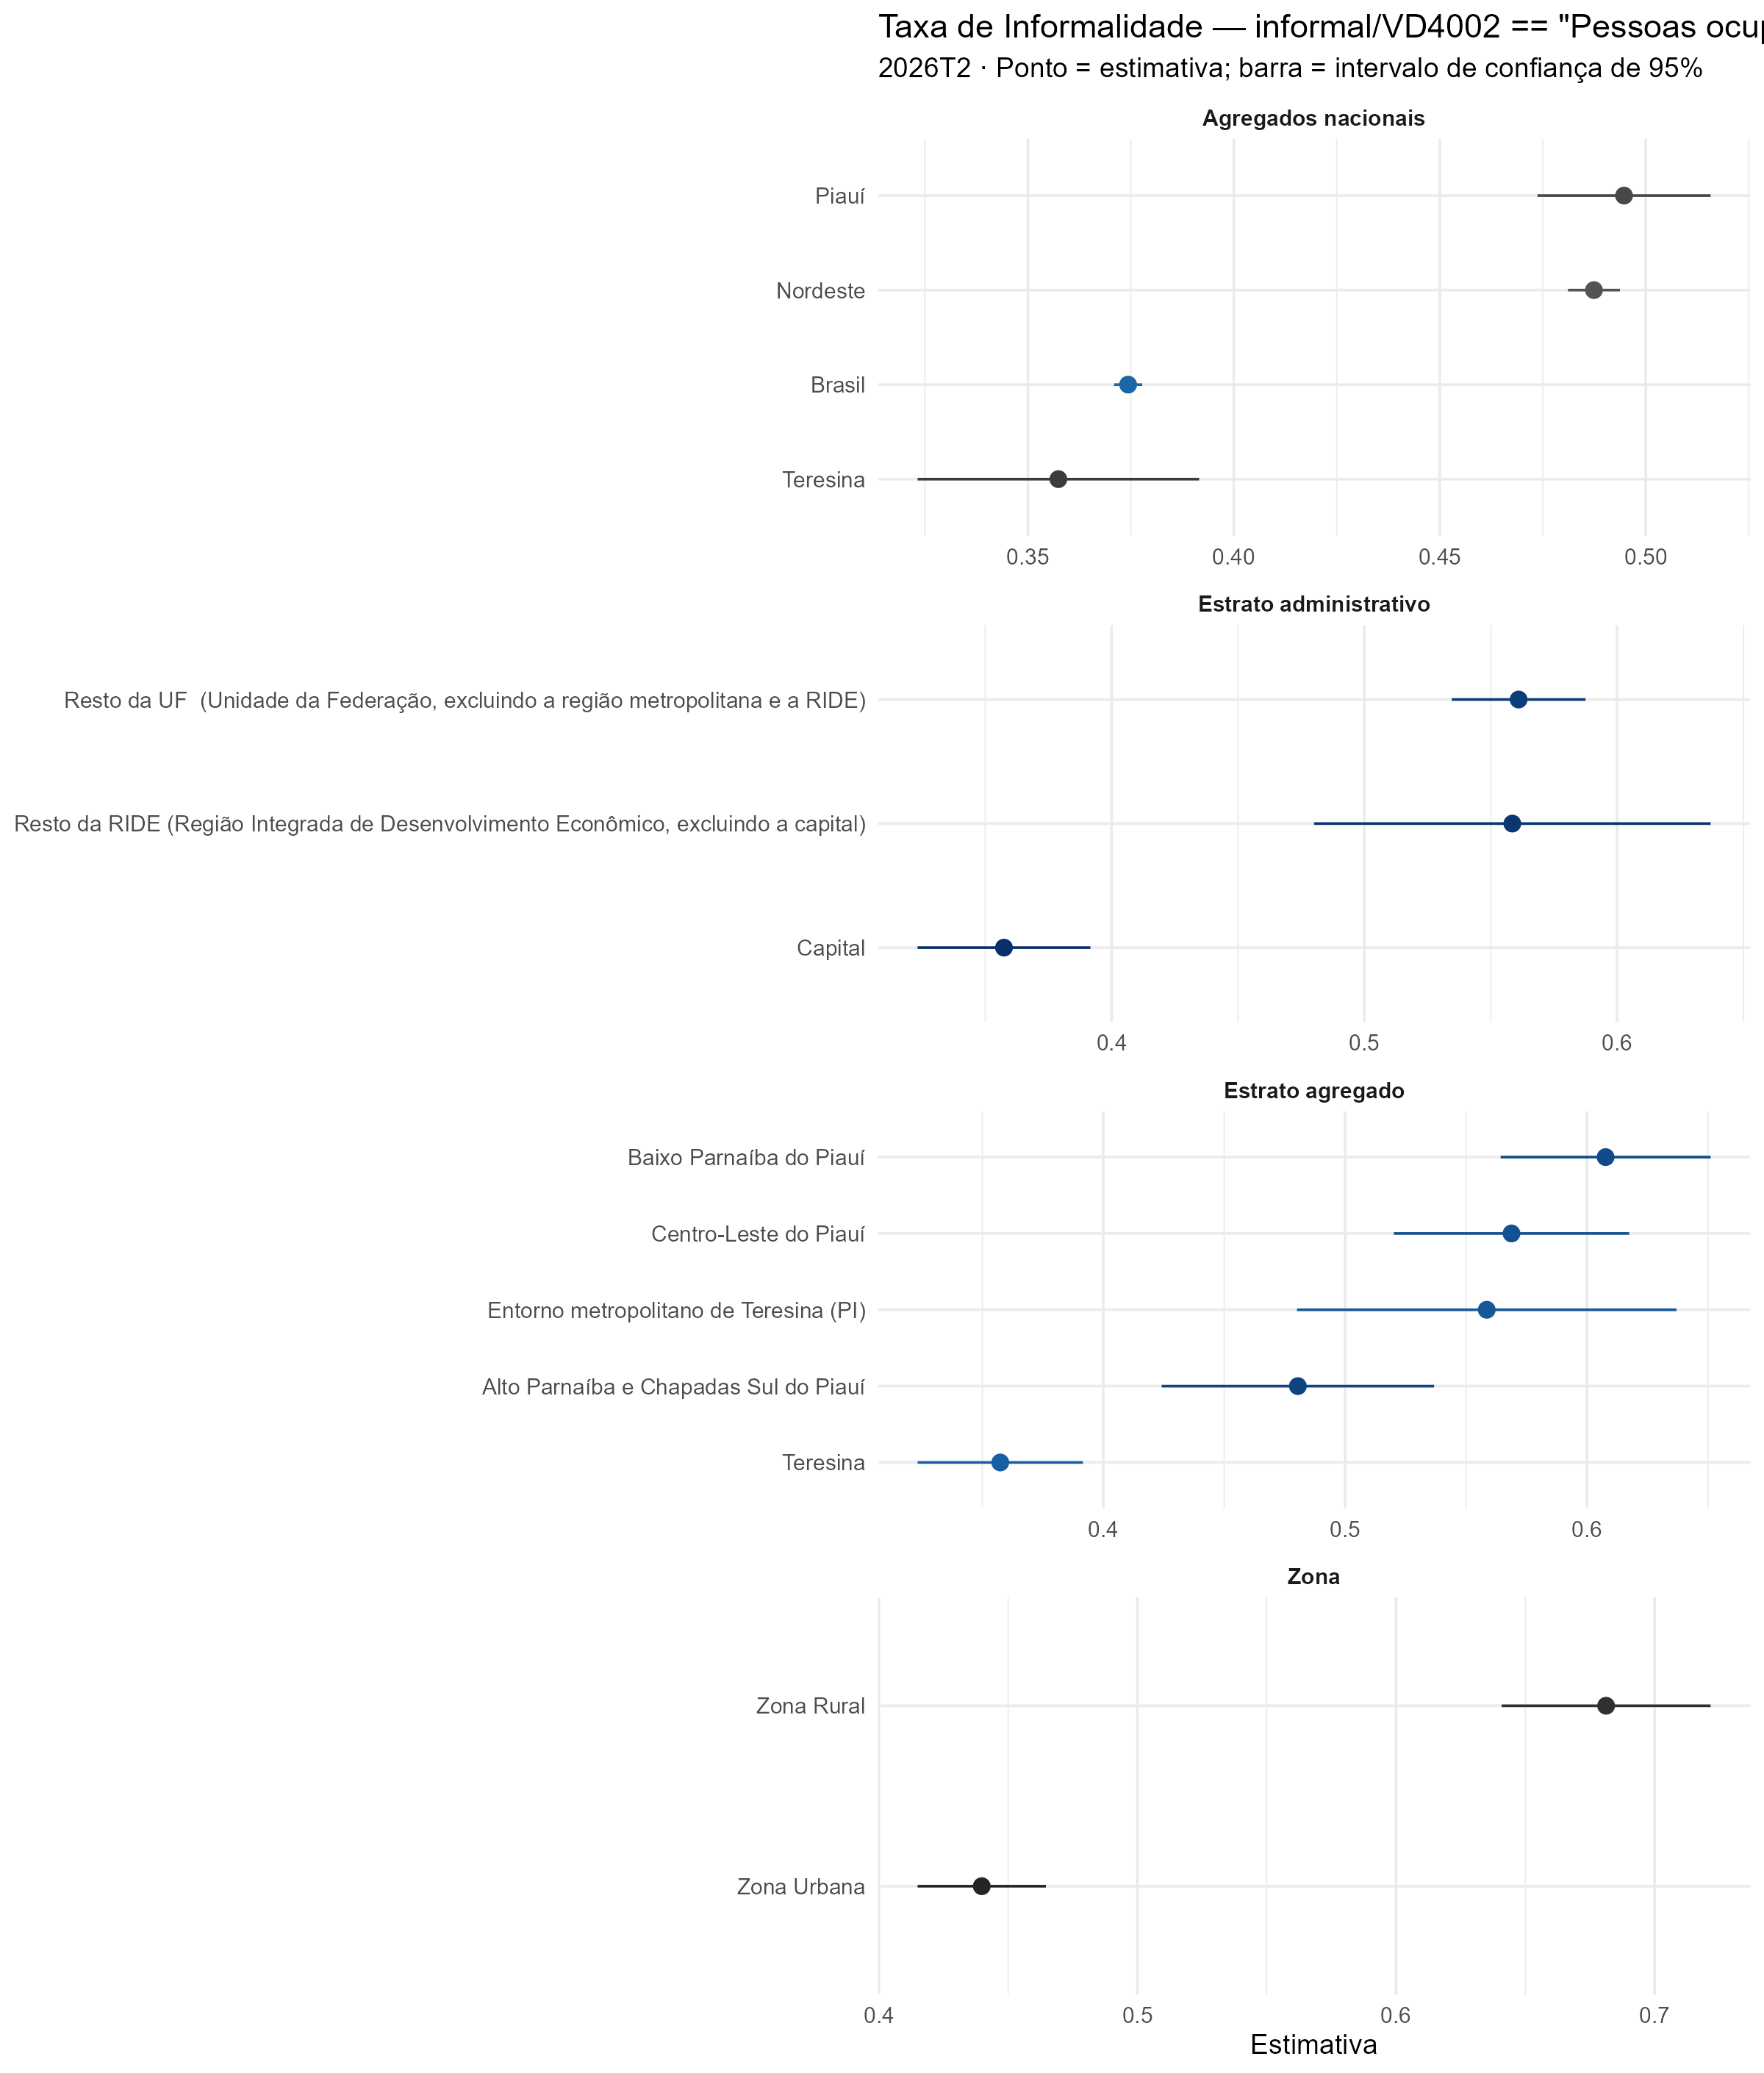 Taxa de Informalidade — informal/VD4002 == "Pessoas ocup
2026T2 · Ponto = estimativa; barra = intervalo de confiança de 95%
Agregados nacionais
Piauí
Nordeste
Brasil
Teresina
0.35 0.40 0.45 0.50
Estrato administrativo
Resto da UF  (Unidade da Federação, excluindo a região metropolitana e a RIDE)
Resto da RIDE (Região Integrada de Desenvolvimento Econômico, excluindo a capital)
Capital
0.4 0.5 0.6
Estrato agregado
Baixo Parnaíba do Piauí
Centro-Leste do Piauí
Entorno metropolitano de Teresina (PI)
Alto Parnaíba e Chapadas Sul do Piauí
Teresina
0.4 0.5 0.6
Zona
Zona Rural
Zona Urbana
0.4 0.5 0.6 0.7
Estimativa